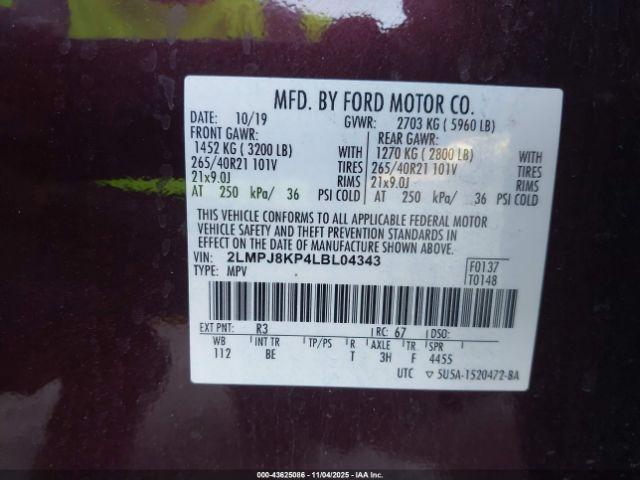 MFD. BY FORD MOTOR CO.
DATE: 10/19 GVWR: 2703 KG ( 5960 LB)
FRONT GAWR: REAR GAWR:
1452 KG ( 3200 LB) WITH 1270 KG ( 2800 LB) WITH
265/40R21 101V TIRES 265/40R21 101V TIRES
21x9.0J RIMS 21x9.0J RIMS
AT 250 kPa/ 36 PSI COLD AT 250 kPa/ 36 PSI COLD
THIS VEHICLE CONFORMS TO ALL APPLICABLE FEDERAL MOTOR
VEHICLE SAFETY AND THEFT PREVENTION STANDARDS IN
EFFECT ON THE DATE OF MANUFACTURE SHOWN ABOVE.
VIN: 2LMPJ8KP4LBL04343 F0137
TYPE: MPV T0148
EXT PNT: R3 RC: 67 DSO:
WB INT TR TP/PS R AXLE TR SPR
112 BE T 3H F 4455
UTC ▽ 5U5A-1520472-BA
000-43625086 - 11/04/2025 - IAAI.COM